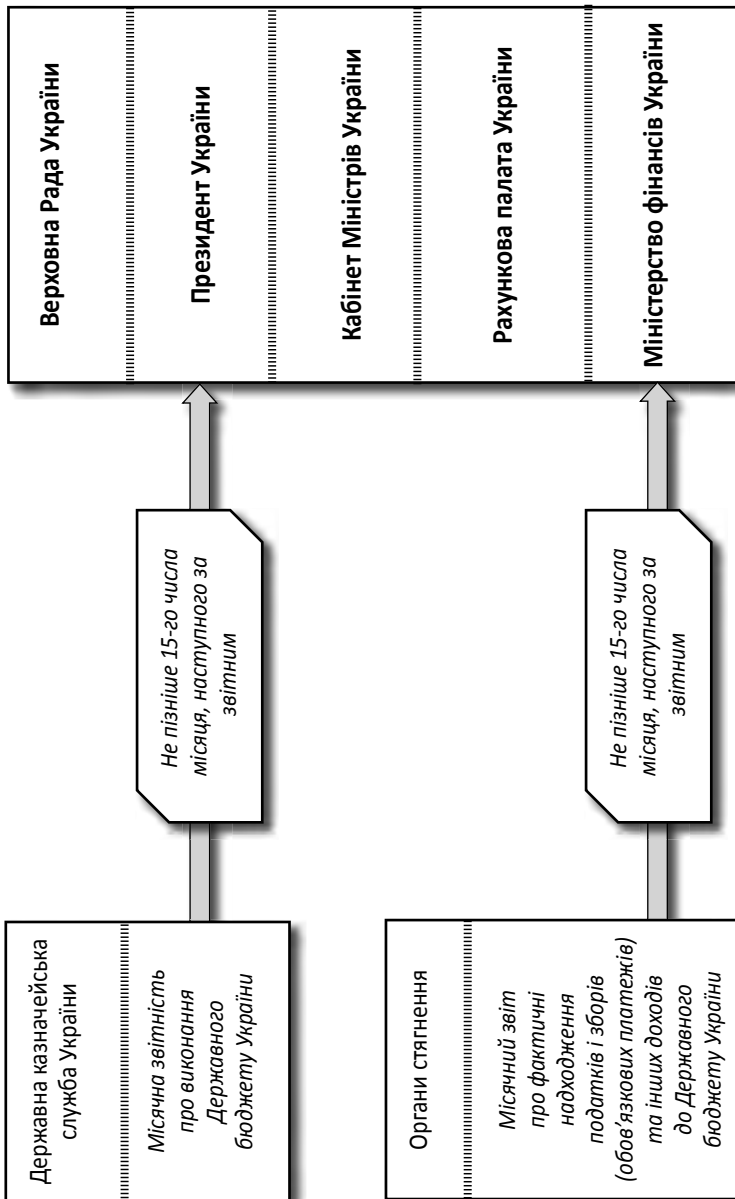 Державна казначейська
служба України
Місячна звітність
про виконання
Державного
бюджету України
Не пізніше 15-го числа
місяця, наступного за
звітним
Верховна Рада України
Президент України
Кабінет Міністрів України
Рахункова палата України
Міністерство фінансів України
Органи стягнення
Місячний звіт
про фактичні
надходження
податків і зборів
(обов’язкових платежів)
та інших доходів
до Державного
бюджету України
Не пізніше 15-го числа
місяця, наступного за
звітним